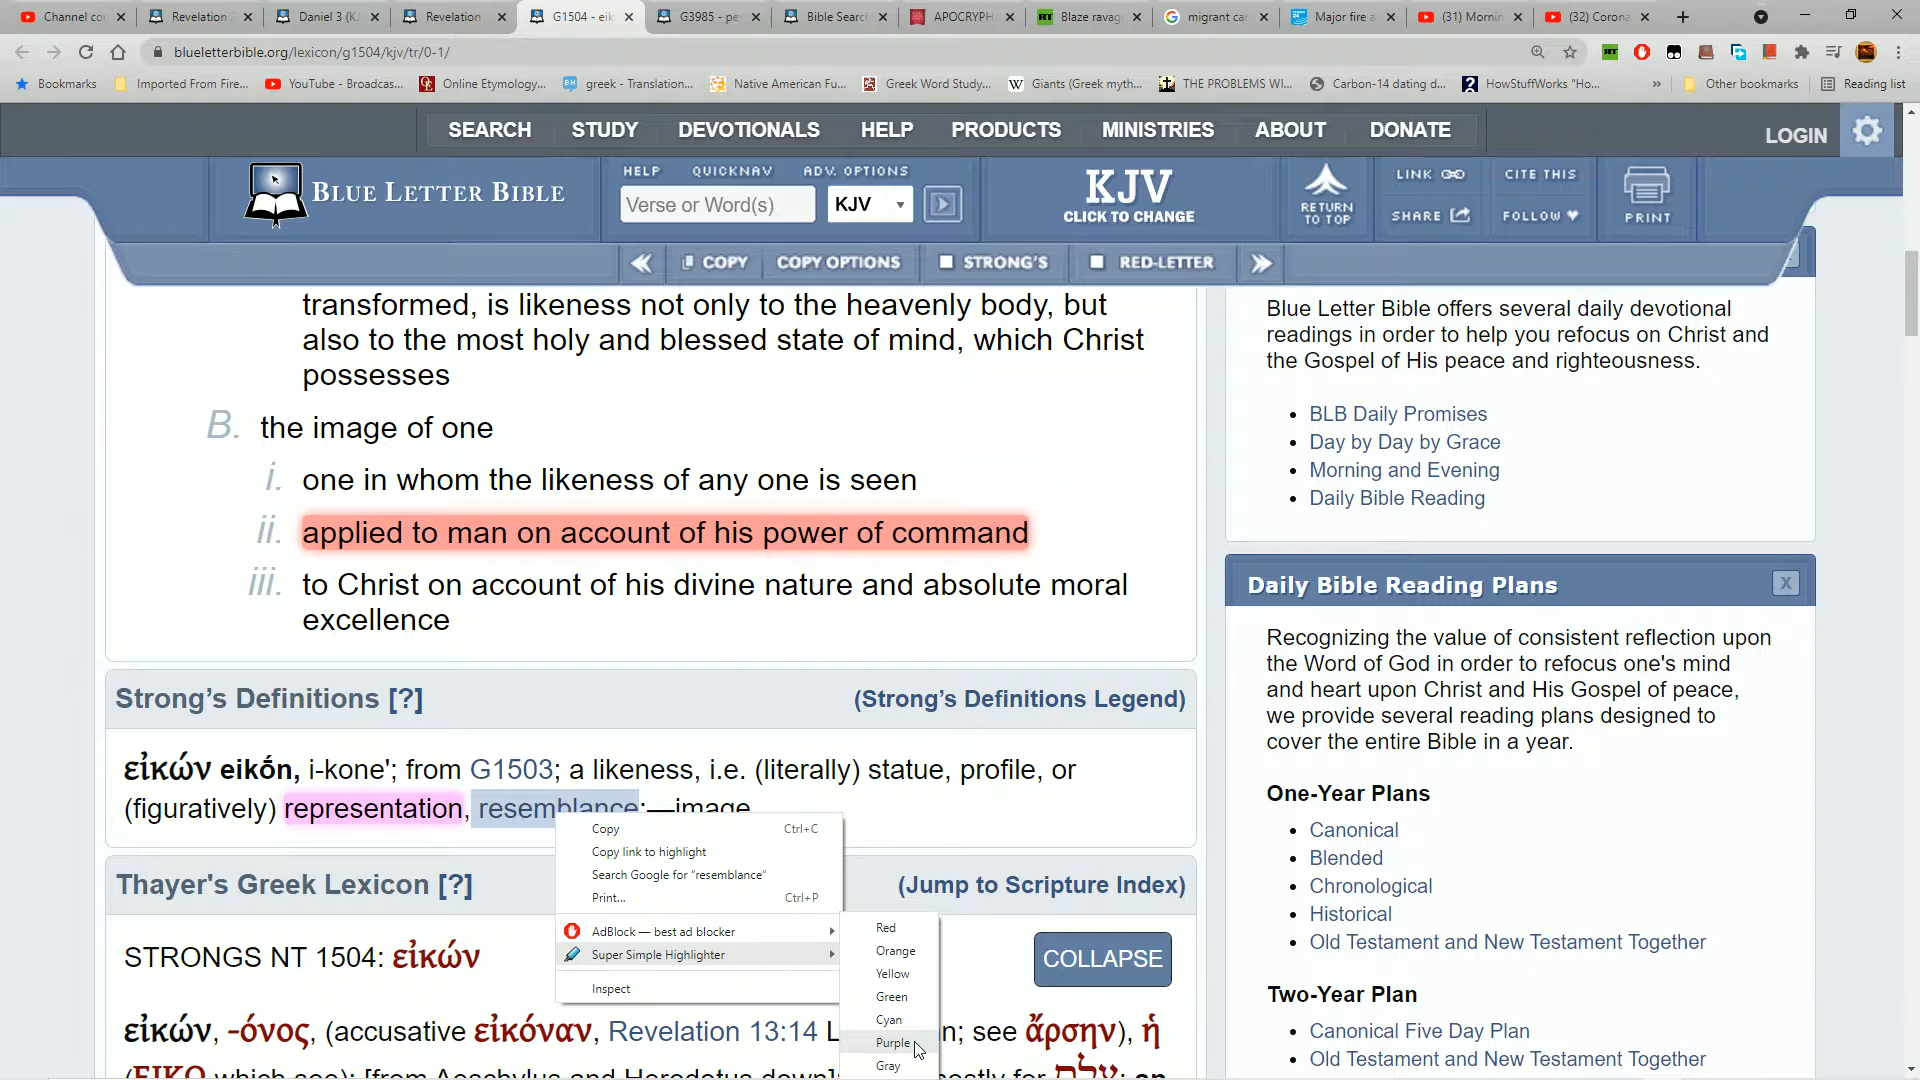 Channel co
Revelation
Daniel 3 (K
Revelation
G1504 - eik
G3985 - pe
Bible Searc
APOCRYPH
Blaze ravag
migrant car
Major fire a
(31) Mornin
(32) Corona
blueletterbible.org/lexicon/g1504/kjv/tr/0-1/
Bookmarks
Imported From Fire...
YouTube - Broadcas...
Online Etymology...
greek - Translation...
Native American Fu...
Greek Word Study...
Giants (Greek myth...
THE PROBLEMS WI...
Carbon-14 dating d...
HowStuffWorks "Ho...
»
Other bookmarks
Reading list
SEARCH
STUDY
DEVOTIONALS
HELP
PRODUCTS
MINISTRIES
ABOUT
DONATE
LOGIN
BLUE LETTER BIBLE
HELP
QUICKNAV
ADV. OPTIONS
Verse or Word(s)
KJV
KJV
CLICK TO CHANGE
RETURN
TO TOP
LINK
CITE THIS
SHARE
FOLLOW
PRINT
COPY
COPY OPTIONS
STRONG'S
RED-LETTER
transformed, is likeness not only to the heavenly body, but
also to the most holy and blessed state of mind, which Christ
possesses
B. the image of one
i. one in whom the likeness of any one is seen
ii. applied to man on account of his power of command
iii. to Christ on account of his divine nature and absolute moral
excellence
Strong's Definitions [?]
(Strong's Definitions Legend)
εἰκών eikṓn, i-kone'; from G1503; a likeness, i.e. (literally) statue, profile, or
(figuratively) representation, resemblance:—image
Copy Ctrl+C
Copy link to highlight
Search Google for "resemblance"
Print... Ctrl+P
AdBlock — best ad blocker
Super Simple Highlighter
Inspect
Red
Orange
Yellow
Green
Cyan
Purple
Gray
Thayer's Greek Lexicon [?]
(Jump to Scripture Index)
STRONGS NT 1504: εἰκών
COLLAPSE
εἰκών, -όνος, (accusative εἰκόναν, Revelation 13:14 L n; see ἄρσην), ἡ
(ΕΙΚΩ which see); [from Aeschylus and Herodotus down];
Blue Letter Bible offers several daily devotional
readings in order to help you refocus on Christ and
the Gospel of His peace and righteousness.
• BLB Daily Promises
• Day by Day by Grace
• Morning and Evening
• Daily Bible Reading
Daily Bible Reading Plans
X
Recognizing the value of consistent reflection upon
the Word of God in order to refocus one's mind
and heart upon Christ and His Gospel of peace,
we provide several reading plans designed to
cover the entire Bible in a year.
One-Year Plans
• Canonical
• Blended
• Chronological
• Historical
• Old Testament and New Testament Together
Two-Year Plan
• Canonical Five Day Plan
• Old Testament and New Testament Together